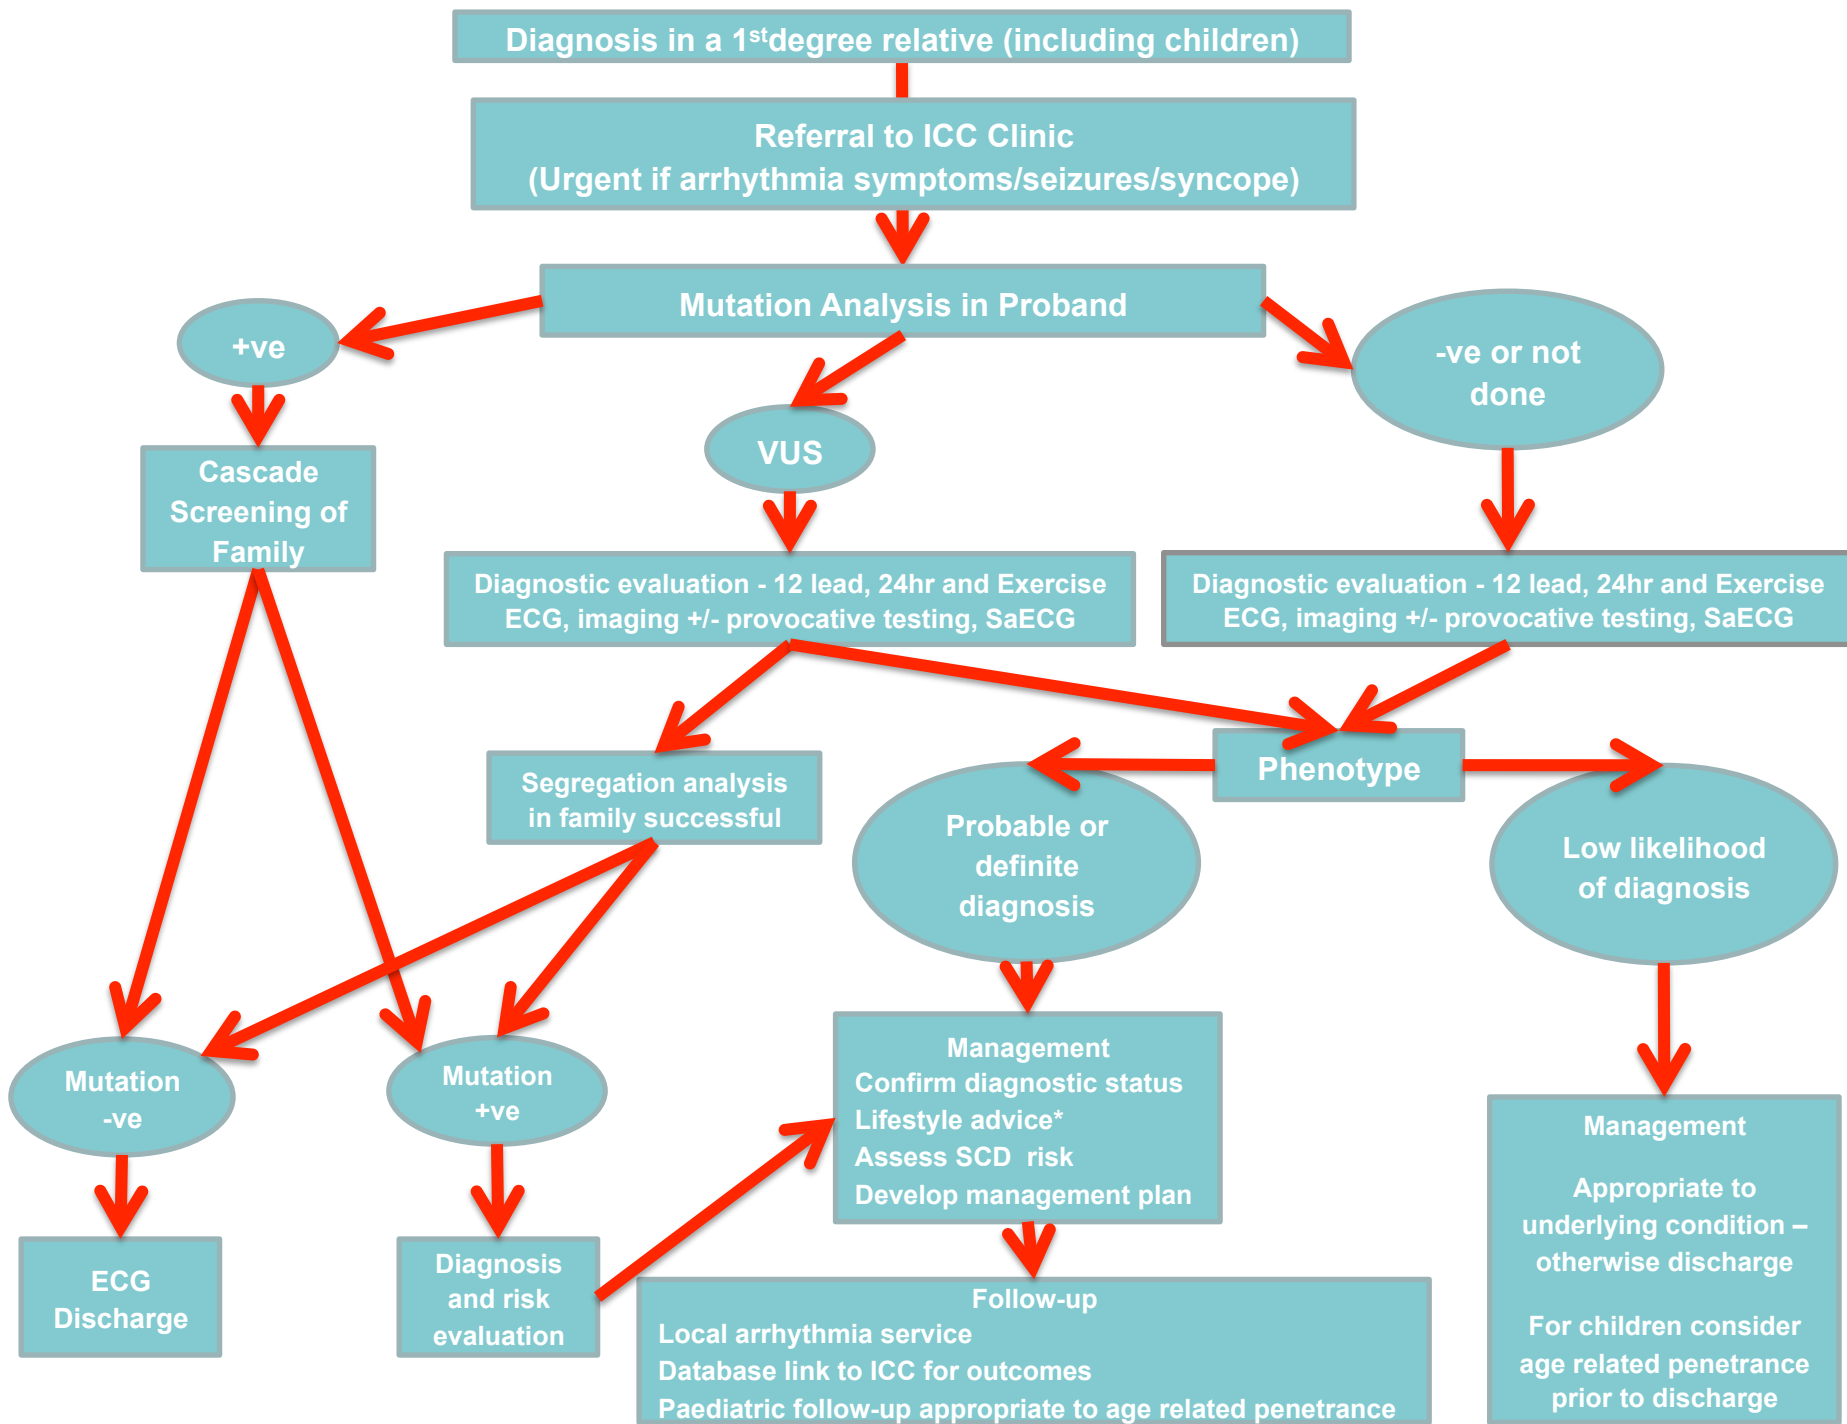 Diagnosis in a 1stdegree relative (including children)
Referral to ICC Clinic
(Urgent if arrhythmia symptoms/seizures/syncope)
Mutation Analysis in Proband
+ve
-ve or not
done
VUS
Cascade
Screening of
Family
Diagnostic evaluation - 12 lead, 24hr and Exercise
ECG, imaging +/- provocative testing, SaECG
Diagnostic evaluation - 12 lead, 24hr and Exercise
ECG, imaging +/- provocative testing, SaECG
Segregation analysis
in family successful
Phenotype
Probable or
definite
diagnosis
Low likelihood
of diagnosis
Mutation
-ve
Mutation
+ve
Management
Confirm diagnostic status
Lifestyle advice*
Assess SCD risk
Develop management plan
Management
Appropriate to
underlying condition –
otherwise discharge
For children consider
age related penetrance
prior to discharge
ECG
Discharge
Diagnosis
and risk
evaluation
Follow-up
Local arrhythmia service
Database link to ICC for outcomes
Paediatric follow-up appropriate to age related penetrance